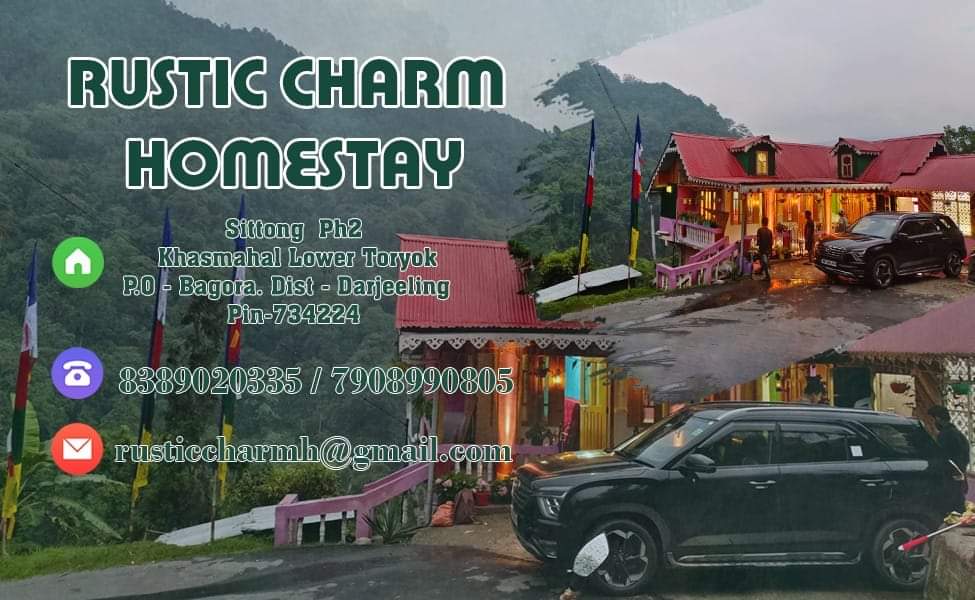 RUSTIC CHARM
HOMESTAY
Sittong Ph2
Khasmahal Lower Toryok
P.O - Bagora. Dist - Darjeeling
Pin-734224
8389020335 / 7908990805
rusticcharmh@gmail.com